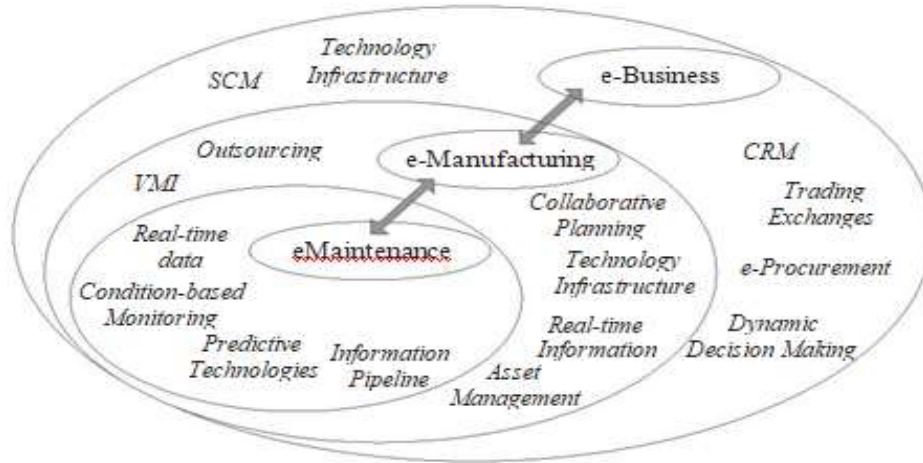 Technology
Infrastructure
SCM
e-Business
Outsourcing
e-Manufacturing
CRM
VMI
Collaborative
Planning
Trading
Exchanges
Real-time
data
eMaintenance
Technology
Infrastructure
e-Procurement
Condition-based
Monitoring
Predictive
Technologies
Information
Pipeline
Real-time
Information
Dynamic
Decision Making
Asset
Management